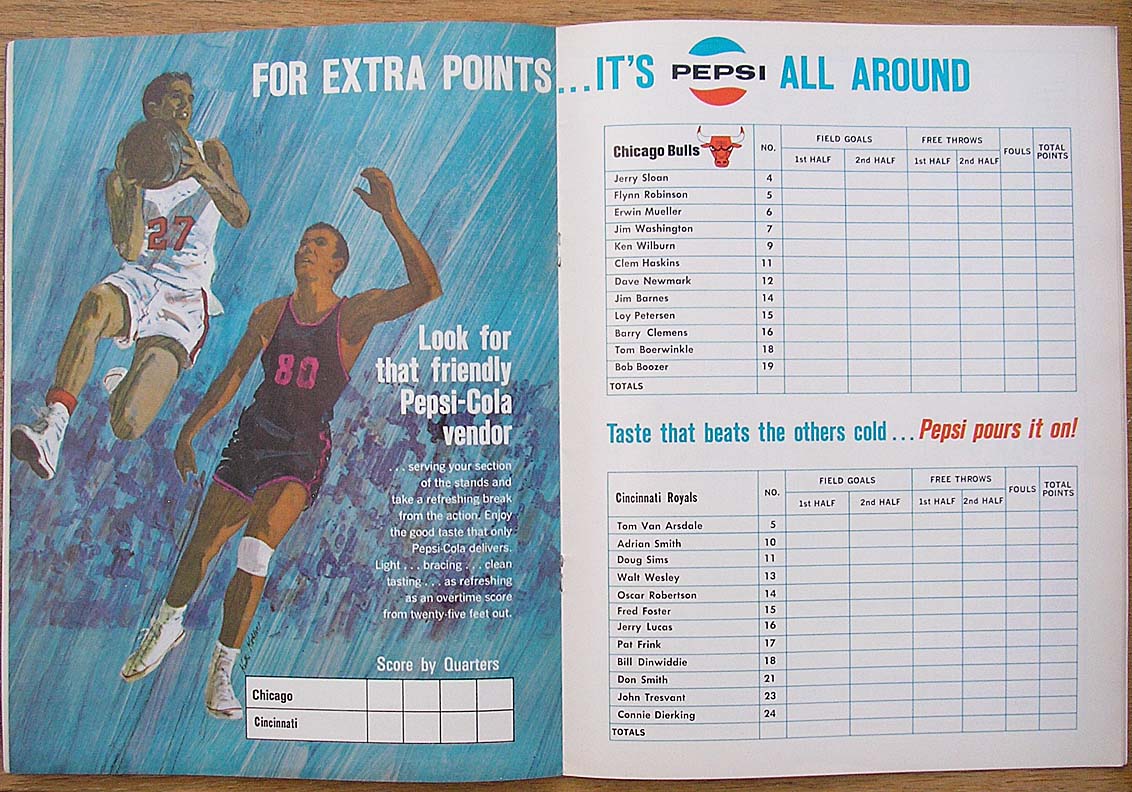 FOR EXTRA POINTS...IT'S PEPSI ALL AROUND
27
80
Look for
that friendly
Pepsi-Cola
vendor
. . . serving your section
of the stands and
take a refreshing break
from the action. Enjoy
the good taste that only
Pepsi-Cola delivers.
Light . . . bracing . . . clean
tasting . . . as refreshing
as an overtime score
from twenty-five feet out.
Score by Quarters
Chicago
Cincinnati
Chicago Bulls NO. FIELD GOALS FREE THROWS FOULS TOTAL POINTS
1st HALF 2nd HALF 1st HALF 2nd HALF
Jerry Sloan 4
Flynn Robinson 5
Erwin Mueller 6
Jim Washington 7
Ken Wilburn 9
Clem Haskins 11
Dave Newmark 12
Jim Barnes 14
Loy Petersen 15
Barry Clemens 16
Tom Boerwinkle 18
Bob Boozer 19
TOTALS
Taste that beats the others cold ... Pepsi pours it on!
Cincinnati Royals NO. FIELD GOALS FREE THROWS FOULS TOTAL POINTS
1st HALF 2nd HALF 1st HALF 2nd HALF
Tom Van Arsdale 5
Adrian Smith 10
Doug Sims 11
Walt Wesley 13
Oscar Robertson 14
Fred Foster 15
Jerry Lucas 16
Pat Frink 17
Bill Dinwiddie 18
Don Smith 21
John Tresvant 23
Connie Dierking 24
TOTALS